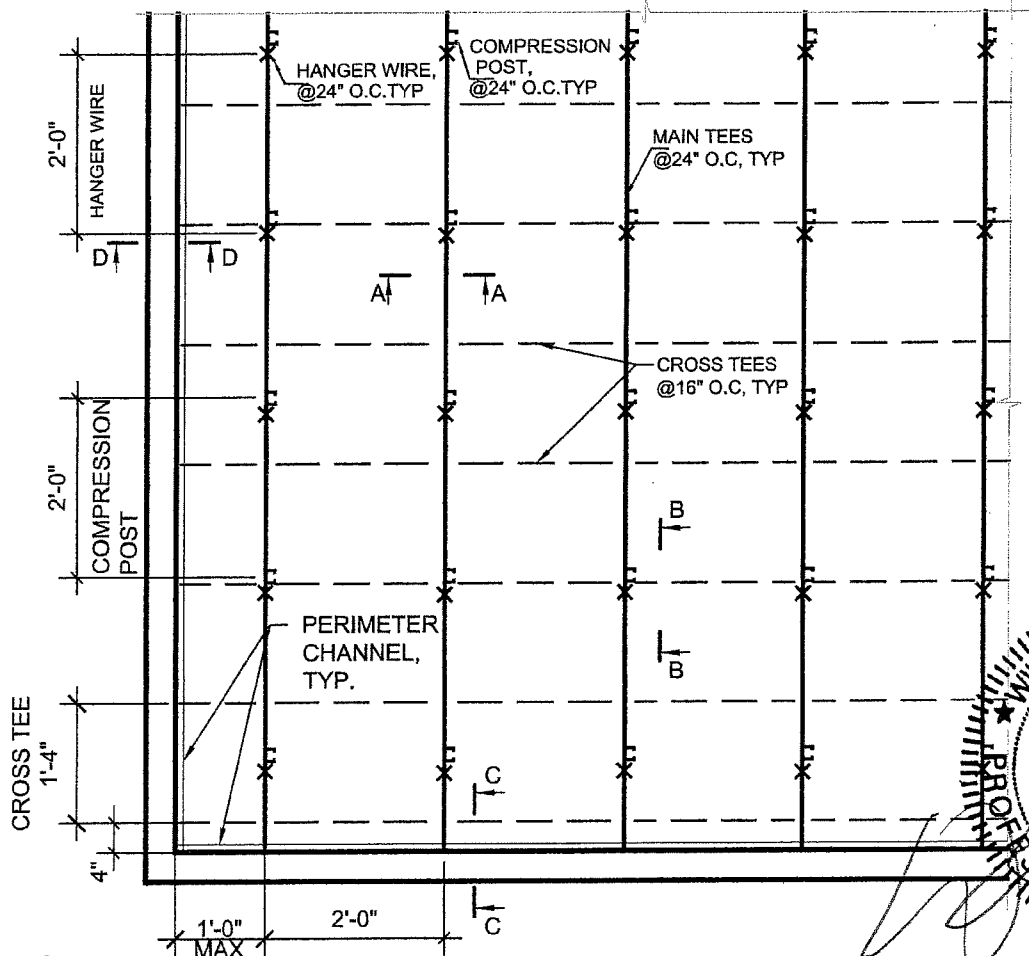 HANGER WIRE,
@24" O.C.TYP
COMPRESSION
POST,
@24" O.C.TYP
MAIN TEES
@24" O.C, TYP
2'-0"
HANGER WIRE
D
D
A
A
CROSS TEES
@16" O.C, TYP
2'-0"
COMPRESSION
POST
B
B
PERIMETER
CHANNEL,
TYP.
CROSS TEE
1'-4"
C
4"
C
1'-0"
MAX
2'-0"